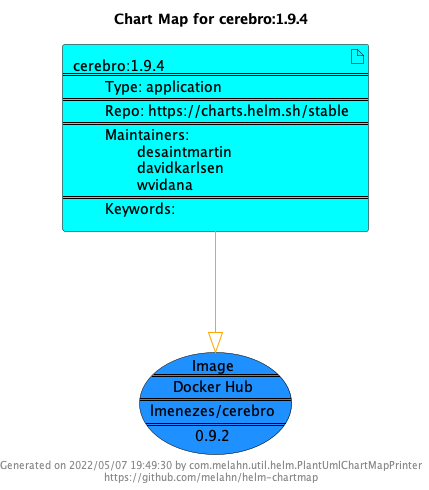 Chart Map for cerebro:1.9.4
cerebro:1.9.4
Type: application
Repo: https://charts.helm.sh/stable
Maintainers:
desaintmartin
davidkarlsen
wvidana
Keywords:
Image
Docker Hub
lmenezes/cerebro
0.9.2
Generated on 2022/05/07 19:49:30 by com.melahn.util.helm.PlantUmlChartMapPrinter
https://github.com/melahn/helm-chartmap